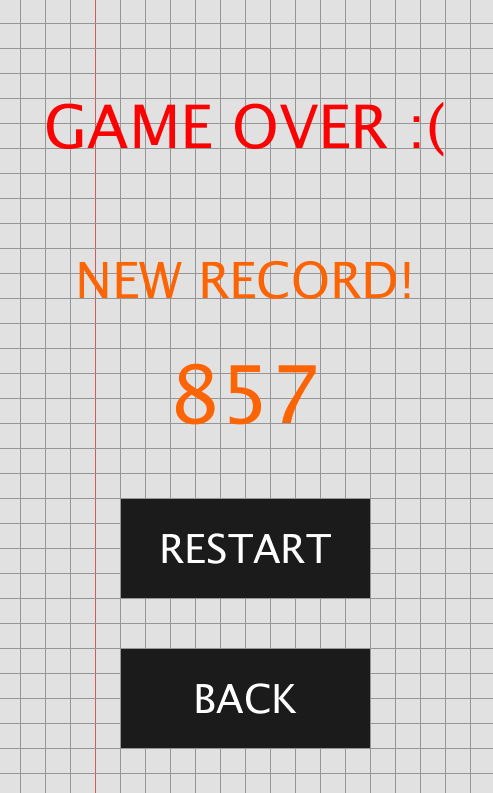 GAME OVER :(
NEW RECORD!
857
RESTART
BACK